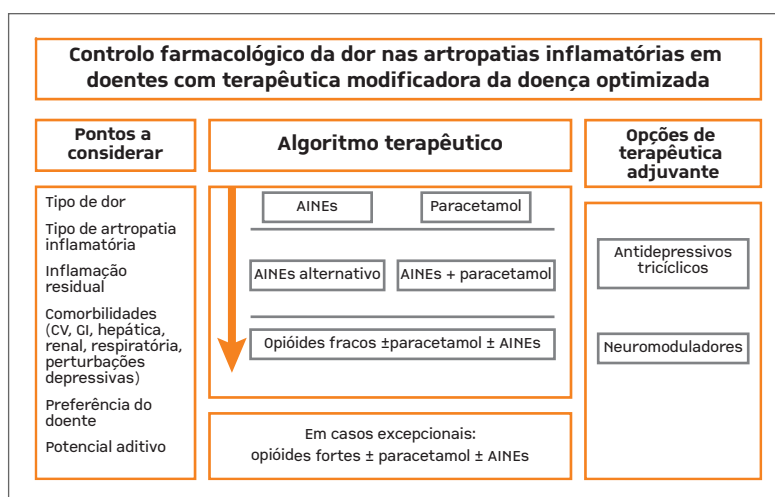 Controlo farmacológico da dor nas artropatias inflamatórias em
doentes com terapêutica modificadora da doença optimizada
Pontos a
considerar
Tipo de dor
Tipo de artropatia
inflamatória
Inflamação
residual
Comorbilidades
(CV, GI, hepática,
renal, respiratória,
perturbações
depressivas)
Preferência do
doente
Potencial aditivo
Algoritmo terapêutico
AINEs
Paracetamol
AINEs alternativo
AINEs + paracetamol
Opióides fracos ±paracetamol ± AINEs
Em casos excepcionais:
opióides fortes ± paracetamol ± AINEs
Opções de
terapêutica
adjuvante
Antidepressivos
tricíclicos
Neuromoduladores